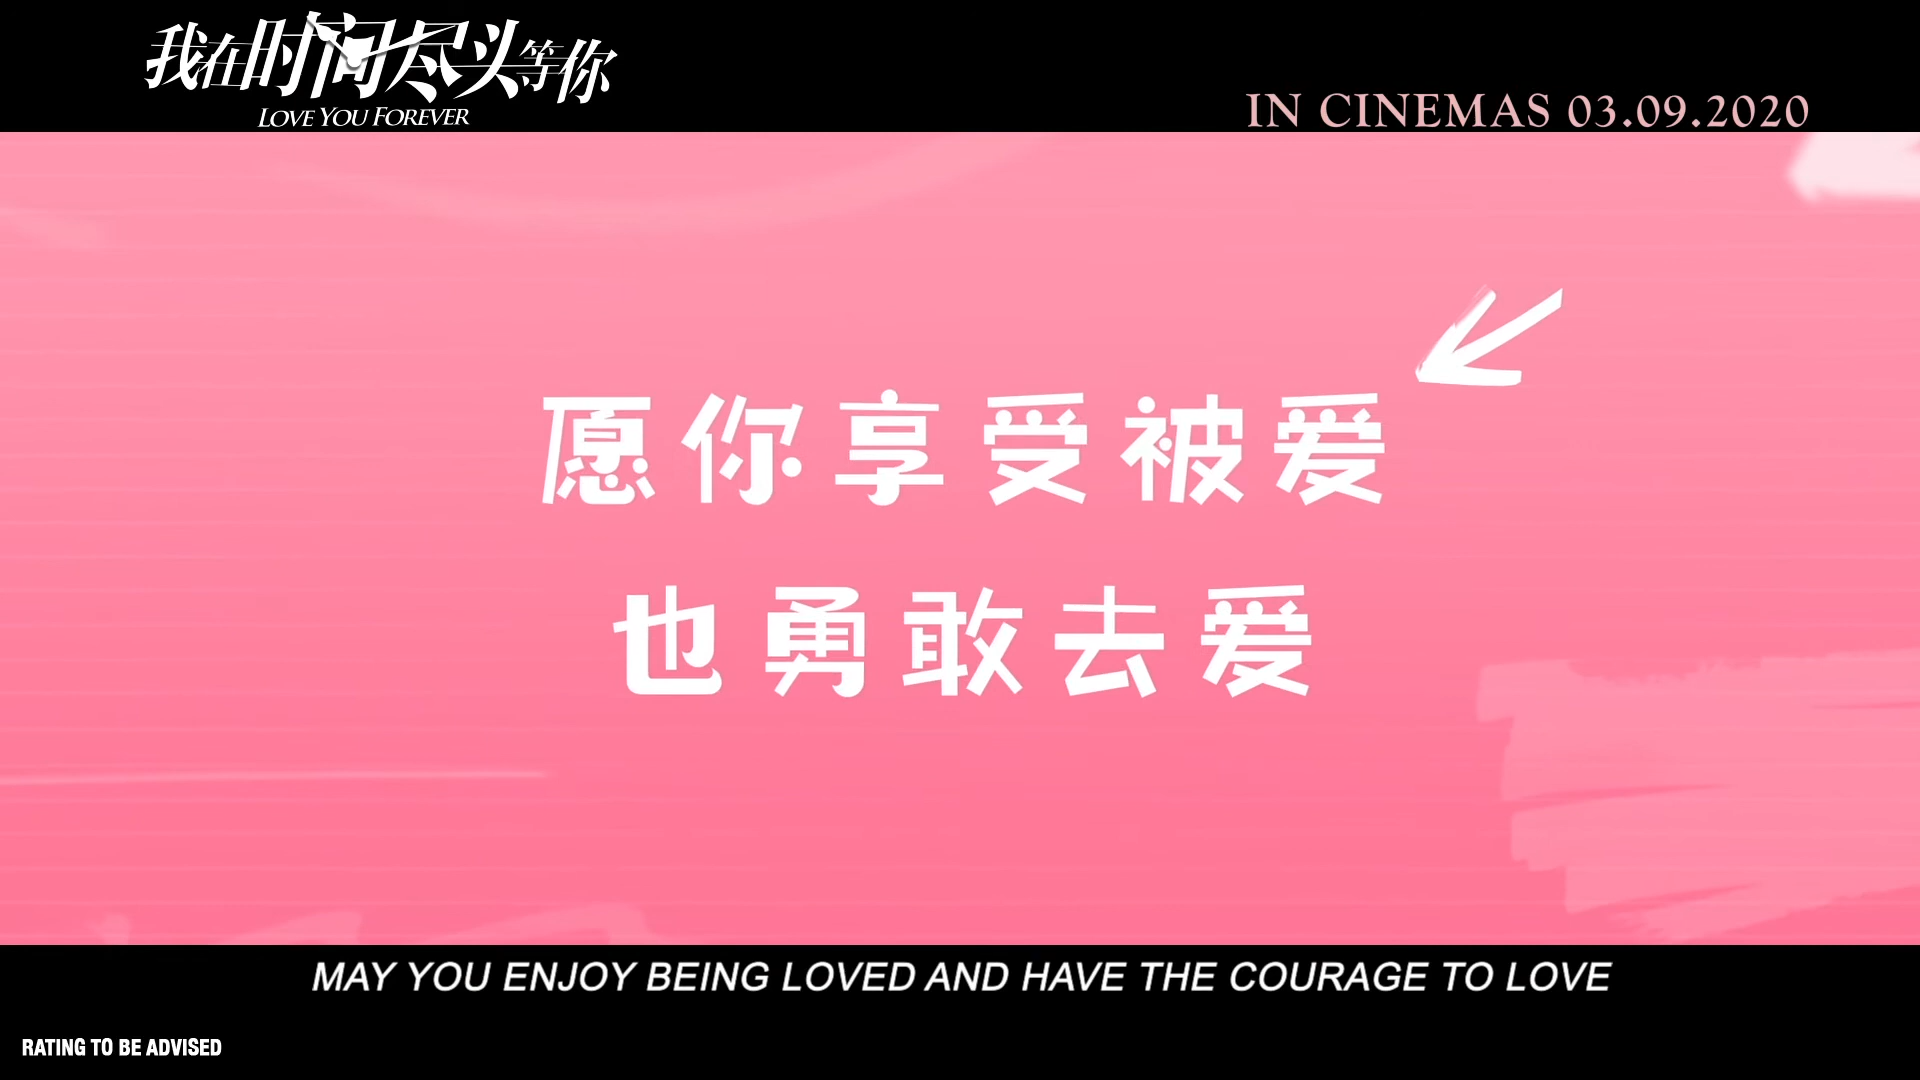 我在时间尽头等你
LOVE YOU FOREVER
IN CINEMAS 03.09.2020
愿你享受被爱
也勇敢去爱
MAY YOU ENJOY BEING LOVED AND HAVE THE COURAGE TO LOVE
RATING TO BE ADVISED